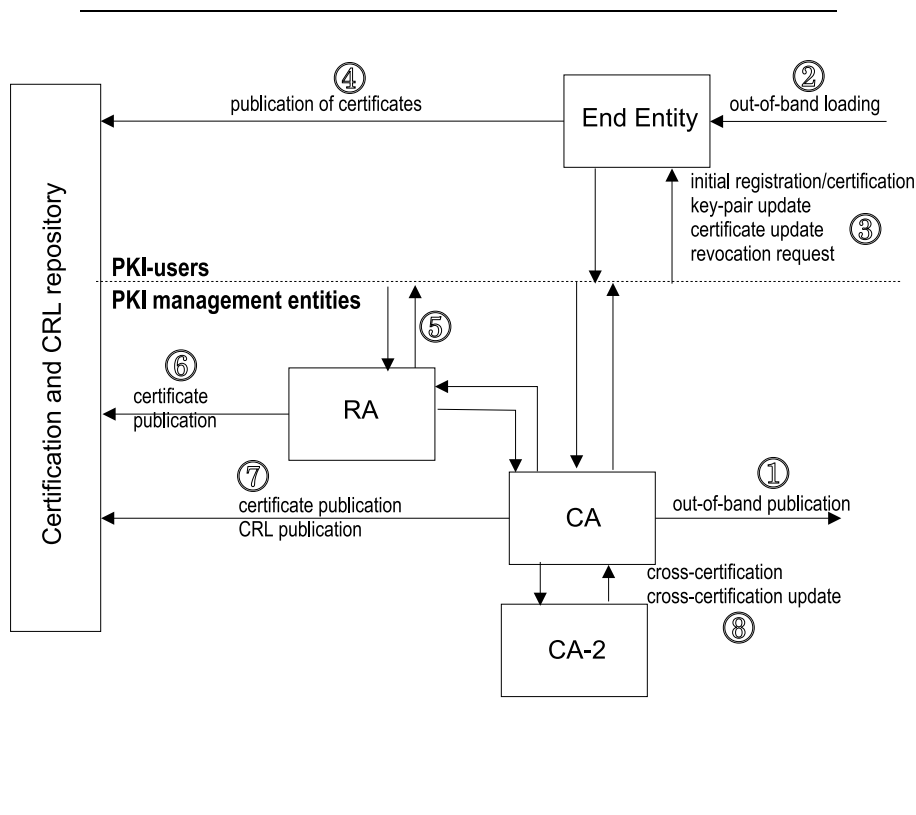 ④
publication of certificates
②
out-of-band loading
End Entity
initial registration/certification
key-pair update
certificate update
③
revocation request
Certification and CRL repository
PKI-users
PKI management entities
⑤
⑥
certificate
publication
RA
⑦
certificate publication
CRL publication
CA
①
out-of-band publication
cross-certification
cross-certification update
⑧
CA-2